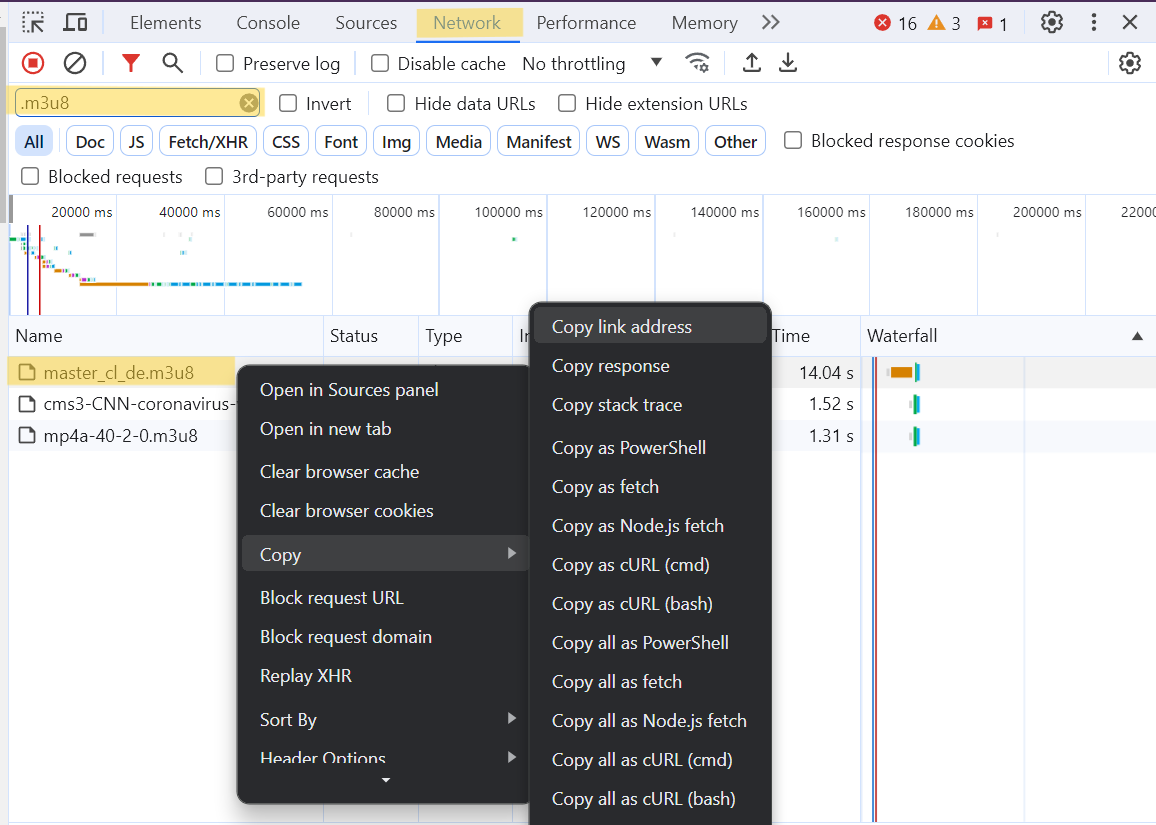 Elements Console Sources Network Performance Memory 16 3 1
Preserve log Disable cache No throttling
.m3u8 Invert Hide data URLs Hide extension URLs
All Doc JS Fetch/XHR CSS Font Img Media Manifest WS Wasm Other Blocked response cookies
Blocked requests 3rd-party requests
20000 ms 40000 ms 60000 ms 80000 ms 100000 ms 120000 ms 140000 ms 160000 ms 180000 ms 200000 ms
Name Status Type Time Waterfall
master_cl_de.m3u8 14.04 s
cms3-CNN-coronavirus- 1.52 s
mp4a-40-2-0.m3u8 1.31 s
Open in Sources panel
Open in new tab
Clear browser cache
Clear browser cookies
Copy
Block request URL
Block request domain
Replay XHR
Sort By
Header Options
Copy link address
Copy response
Copy stack trace
Copy as PowerShell
Copy as fetch
Copy as Node.js fetch
Copy as cURL (cmd)
Copy as cURL (bash)
Copy all as PowerShell
Copy all as fetch
Copy all as Node.js fetch
Copy all as cURL (cmd)
Copy all as cURL (bash)